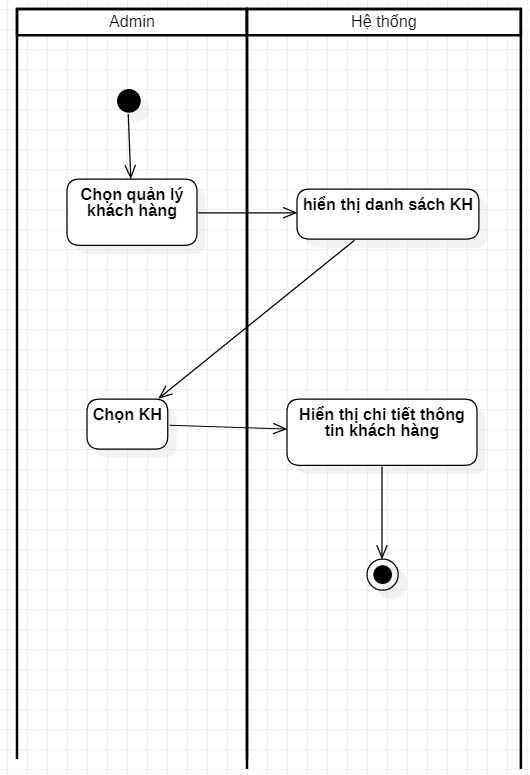 Admin
Hệ thống
Chọn quản lý
khách hàng
hiển thị danh sách KH
Chọn KH
Hiển thị chi tiết thông
tin khách hàng